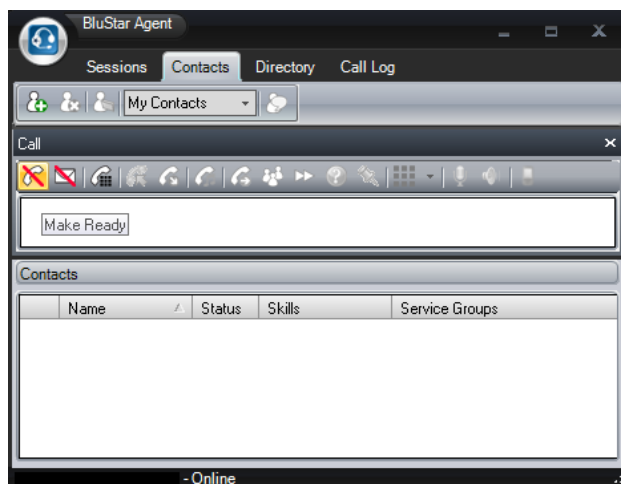 BluStar Agent
Sessions Contacts Directory Call Log
My Contacts
Call
Make Ready
Contacts
Name Status Skills Service Groups
- Online